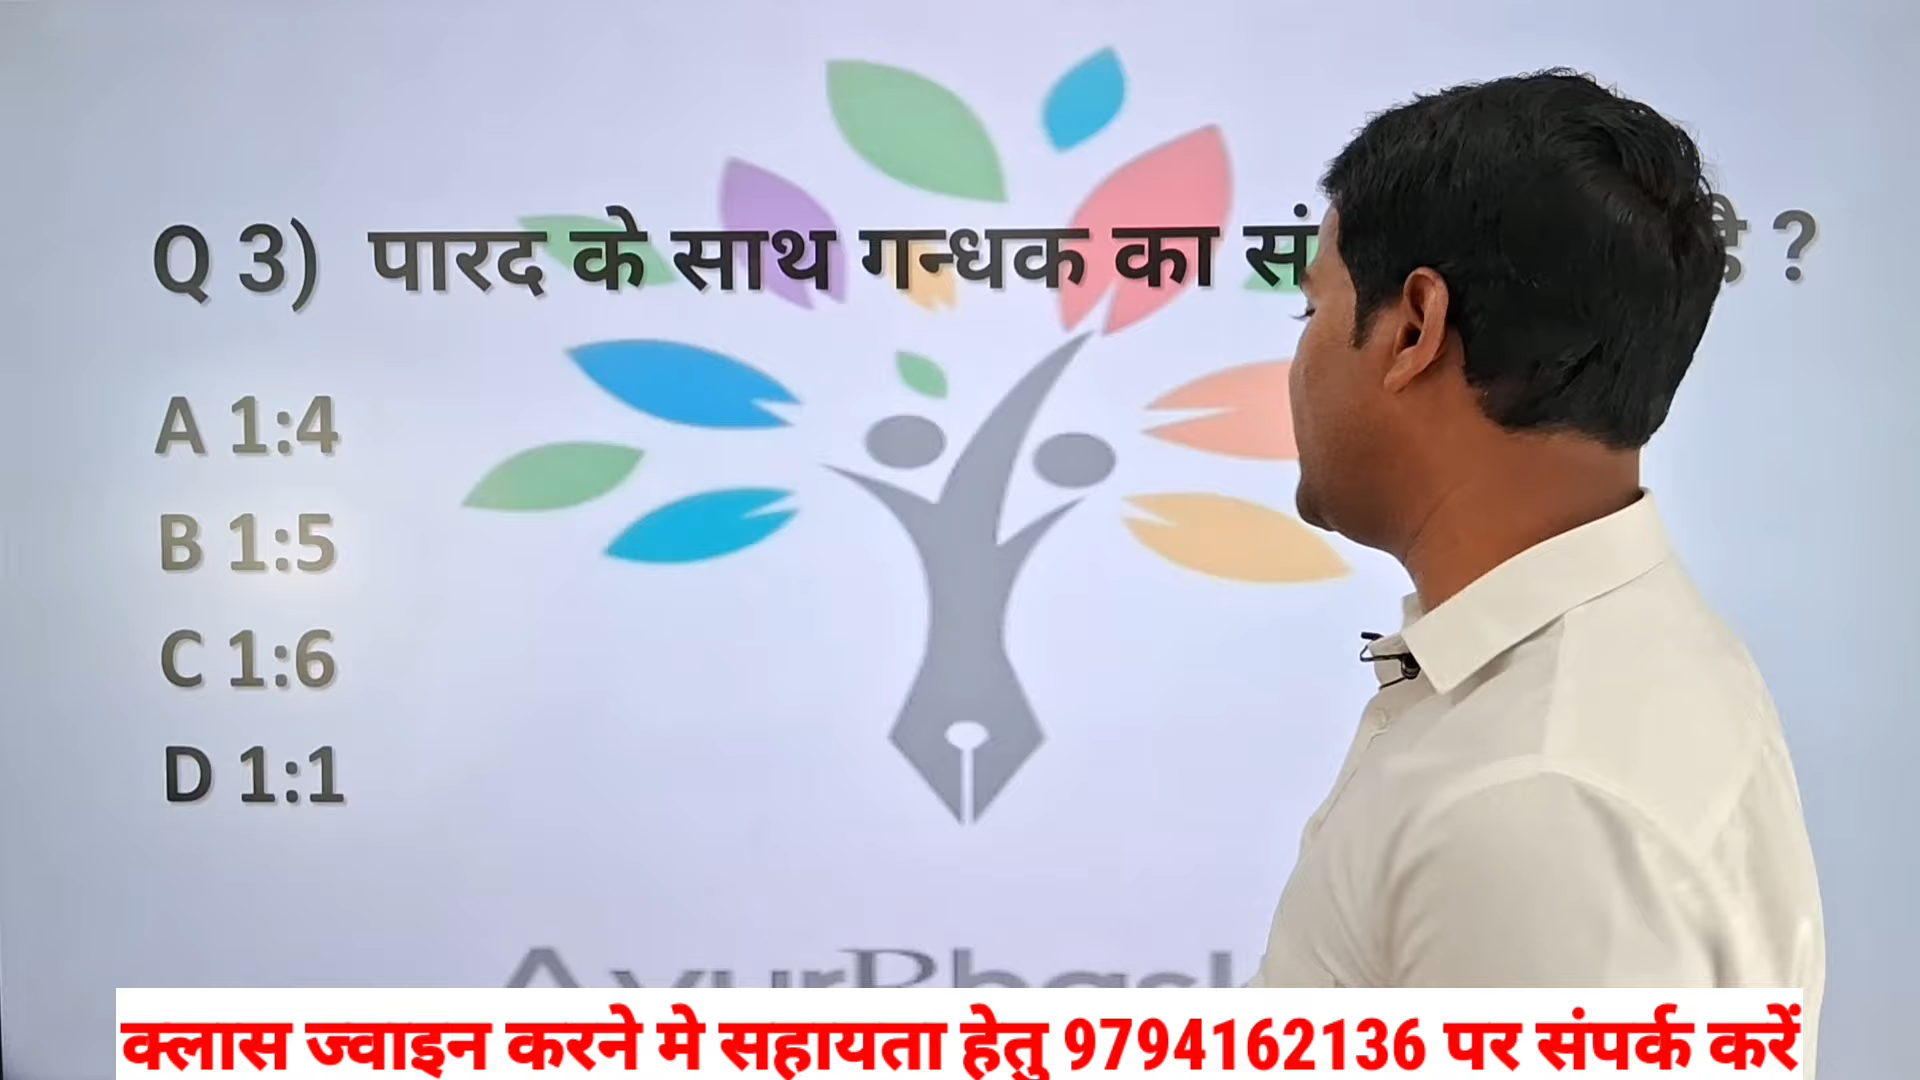 Q 3) पारद के साथ गन्धक का ?
A 1:4
B 1:5
C 1:6
D 1:1
क्लास ज्वाइन करने मे सहायता हेतु 9794162136 पर संपर्क करें